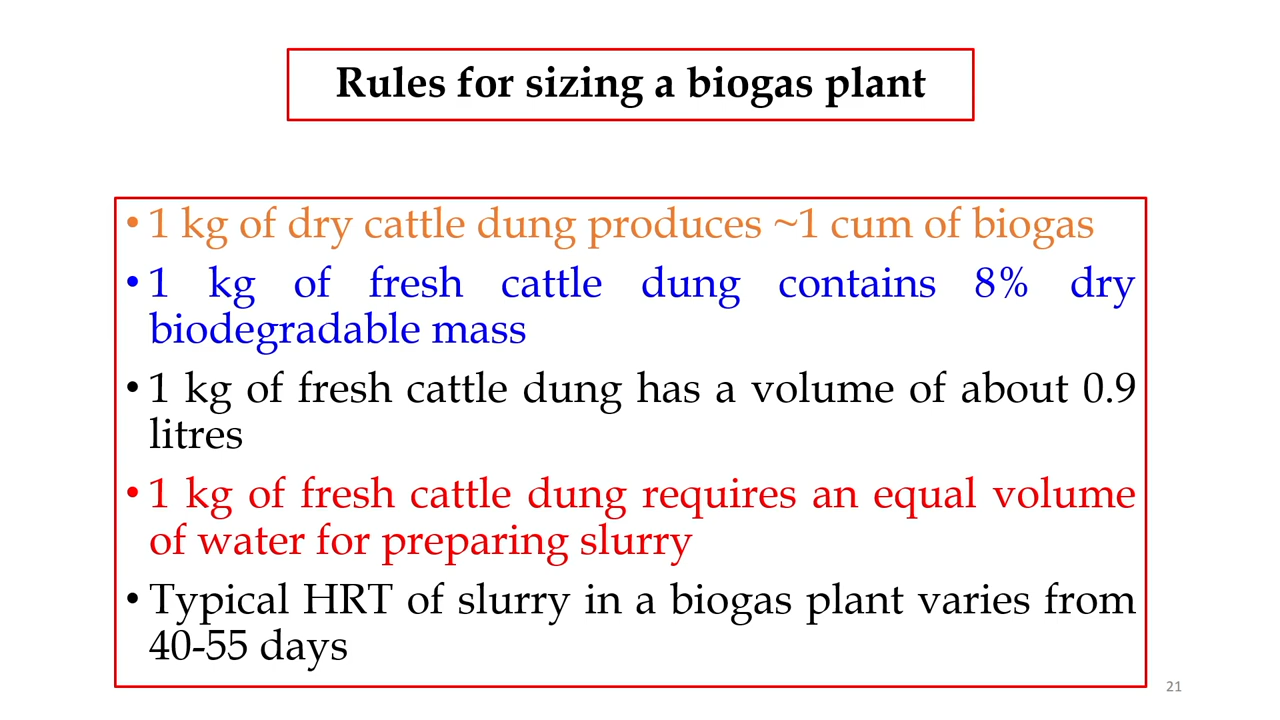 Rules for sizing a biogas plant
• 1 kg of dry cattle dung produces ~1 cum of biogas
• 1 kg of fresh cattle dung contains 8% dry
biodegradable mass
• 1 kg of fresh cattle dung has a volume of about 0.9
litres
• 1 kg of fresh cattle dung requires an equal volume
of water for preparing slurry
• Typical HRT of slurry in a biogas plant varies from
40-55 days
21